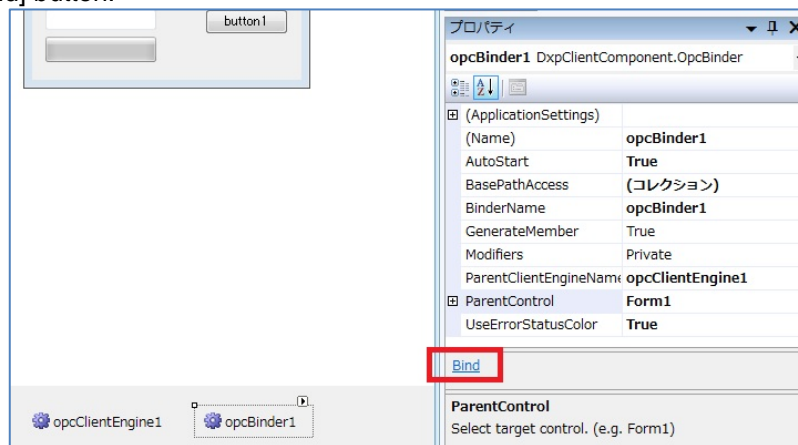 d] button.
button1
プロパティ
opcBinder1 DxpClientComponent.OpcBinder
(ApplicationSettings)
(Name) opcBinder1
AutoStart True
BasePathAccess (コレクション)
BinderName opcBinder1
GenerateMember True
Modifiers Private
ParentClientEngineName opcClientEngine1
ParentControl Form1
UseErrorStatusColor True
Bind
opcClientEngine1 opcBinder1
ParentControl
Select target control. (e.g. Form1)